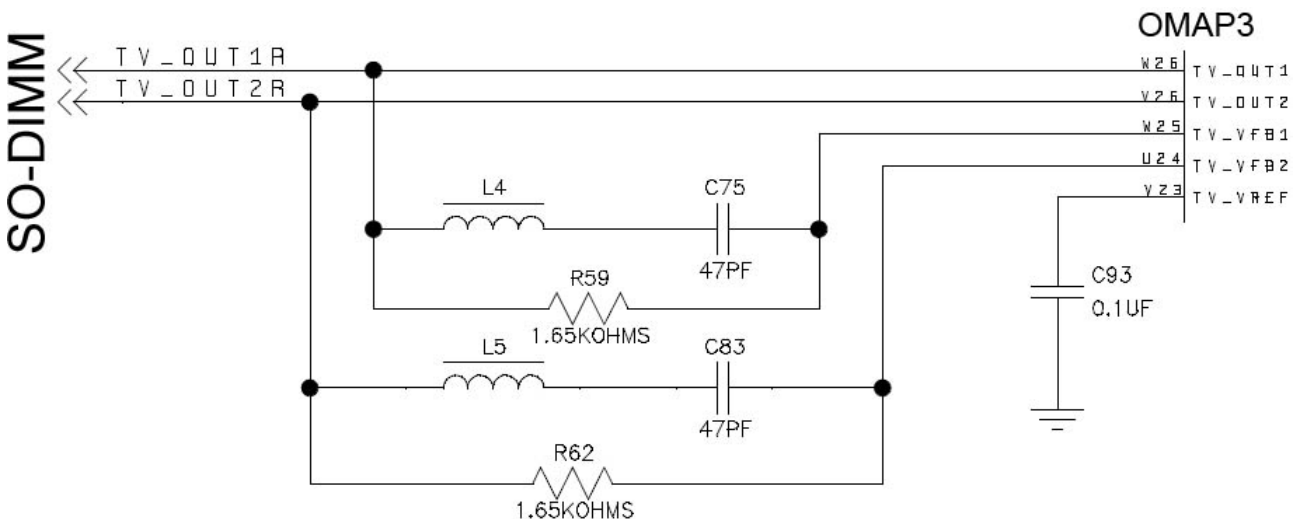 OMAP3
SO-DIMM
TV_OUT1R
TV_OUT2R
W26 TV_OUT1
V26 TV_OUT2
W25 TV_VFB1
U24 TV_VFB2
V23 TV_VREF
L4
C75
47PF
R59
1.65KOHMS
C93
0.1UF
L5
C83
47PF
R62
1.65KOHMS